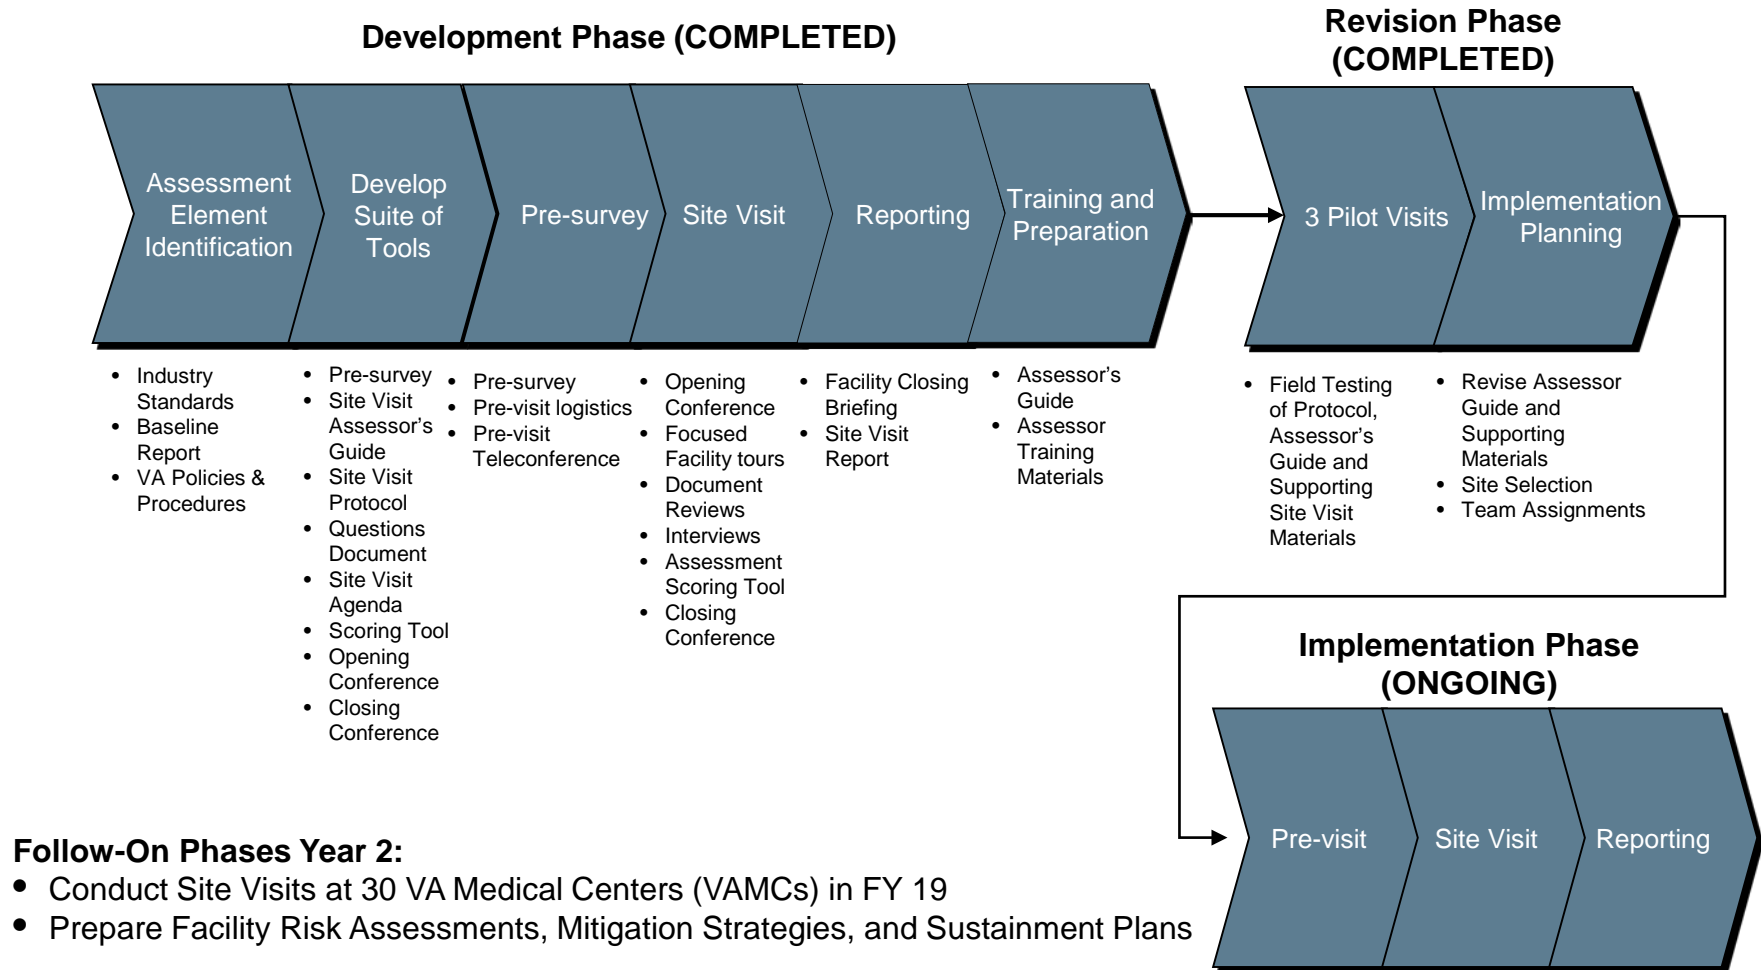 Development Phase (COMPLETED)
Revision Phase
(COMPLETED)
Assessment
Element
Identification
Develop
Suite of
Tools
Pre-survey
Site Visit
Reporting
Training and
Preparation
3 Pilot Visits
Implementation
Planning
• Industry
Standards
• Baseline
Report
• VA Policies &
Procedures
• Pre-survey
• Site Visit
Assessor’s
Guide
• Site Visit
Protocol
• Questions
Document
• Site Visit
Agenda
• Scoring Tool
• Opening
Conference
• Closing
Conference
• Pre-survey
• Pre-visit logistics
• Pre-visit
Teleconference
• Opening
Conference
• Focused
Facility tours
• Document
Reviews
• Interviews
• Assessment
Scoring Tool
• Closing
Conference
• Facility Closing
Briefing
• Site Visit
Report
• Assessor’s
Guide
• Assessor
Training
Materials
• Field Testing
of Protocol,
Assessor’s
Guide and
Supporting
Site Visit
Materials
• Revise Assessor
Guide and
Supporting
Materials
• Site Selection
• Team Assignments
Implementation Phase
(ONGOING)
Pre-visit
Site Visit
Reporting
Follow-On Phases Year 2:
• Conduct Site Visits at 30 VA Medical Centers (VAMCs) in FY 19
• Prepare Facility Risk Assessments, Mitigation Strategies, and Sustainment Plans